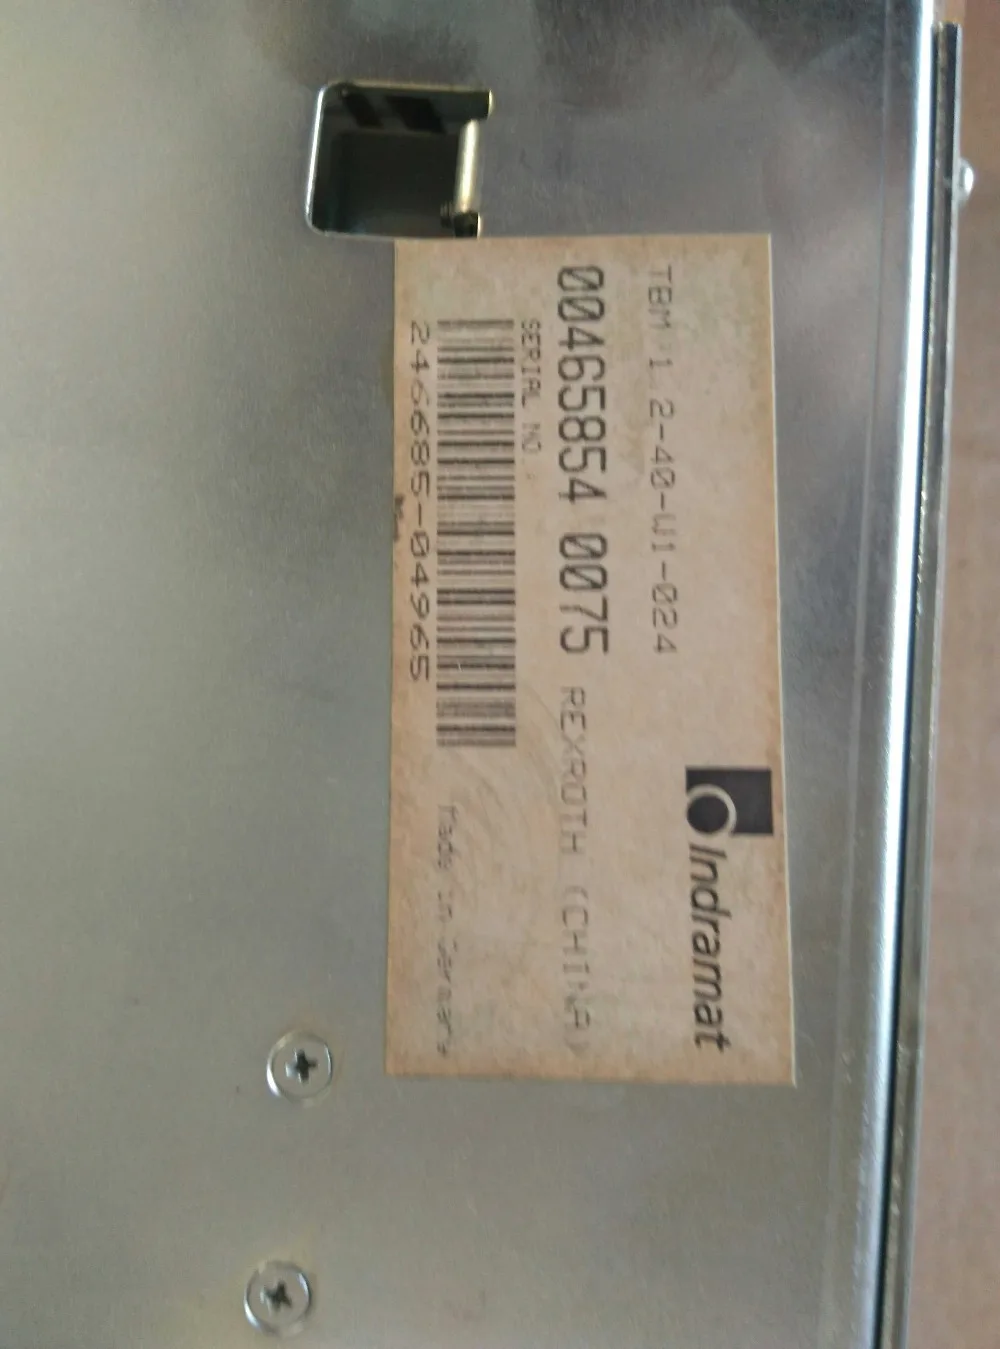 Indramat
TBM 1.2-40-W1-024
00465854 0075 REXROTH (CHINA)
SERIAL NO.
246685-04965
Made in Germany